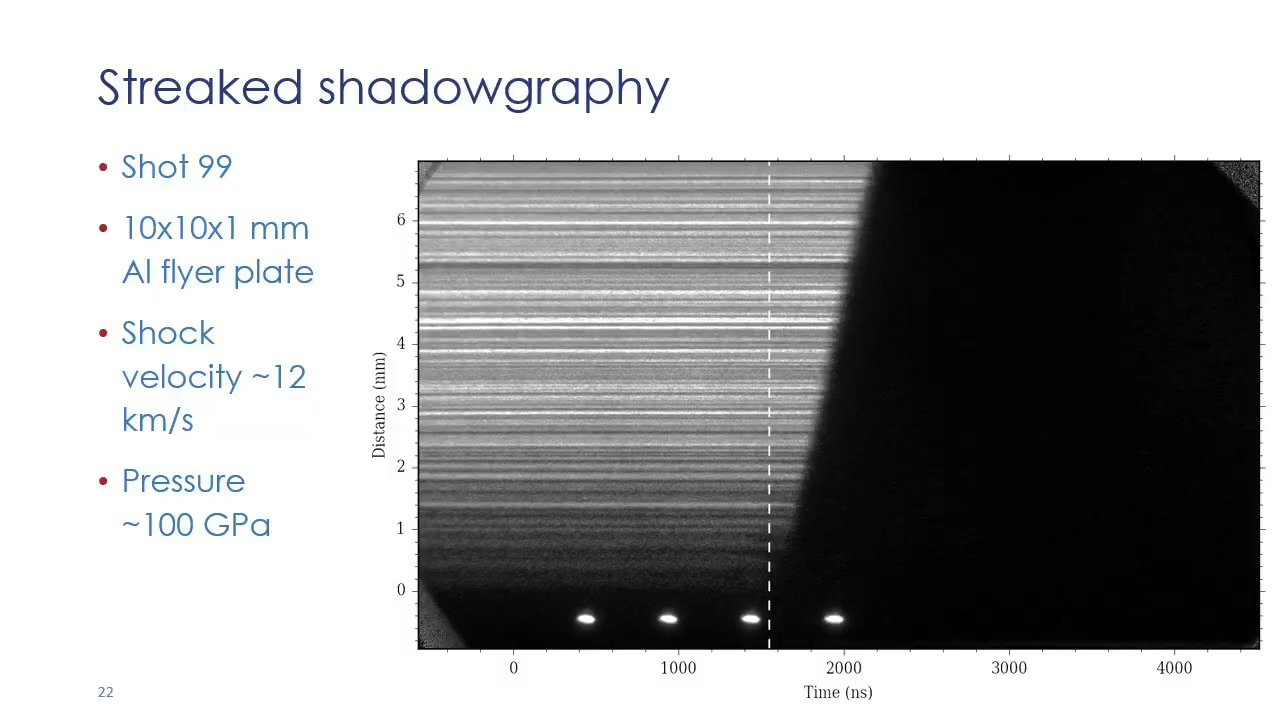 Streaked shadowgraphy
• Shot 99
• 10x10x1 mm
Al flyer plate
• Shock
velocity ~12
km/s
• Pressure
~100 GPa
Distance (mm)
6
5
4
3
2
1
0
0 1000 2000 3000 4000
Time (ns)
22